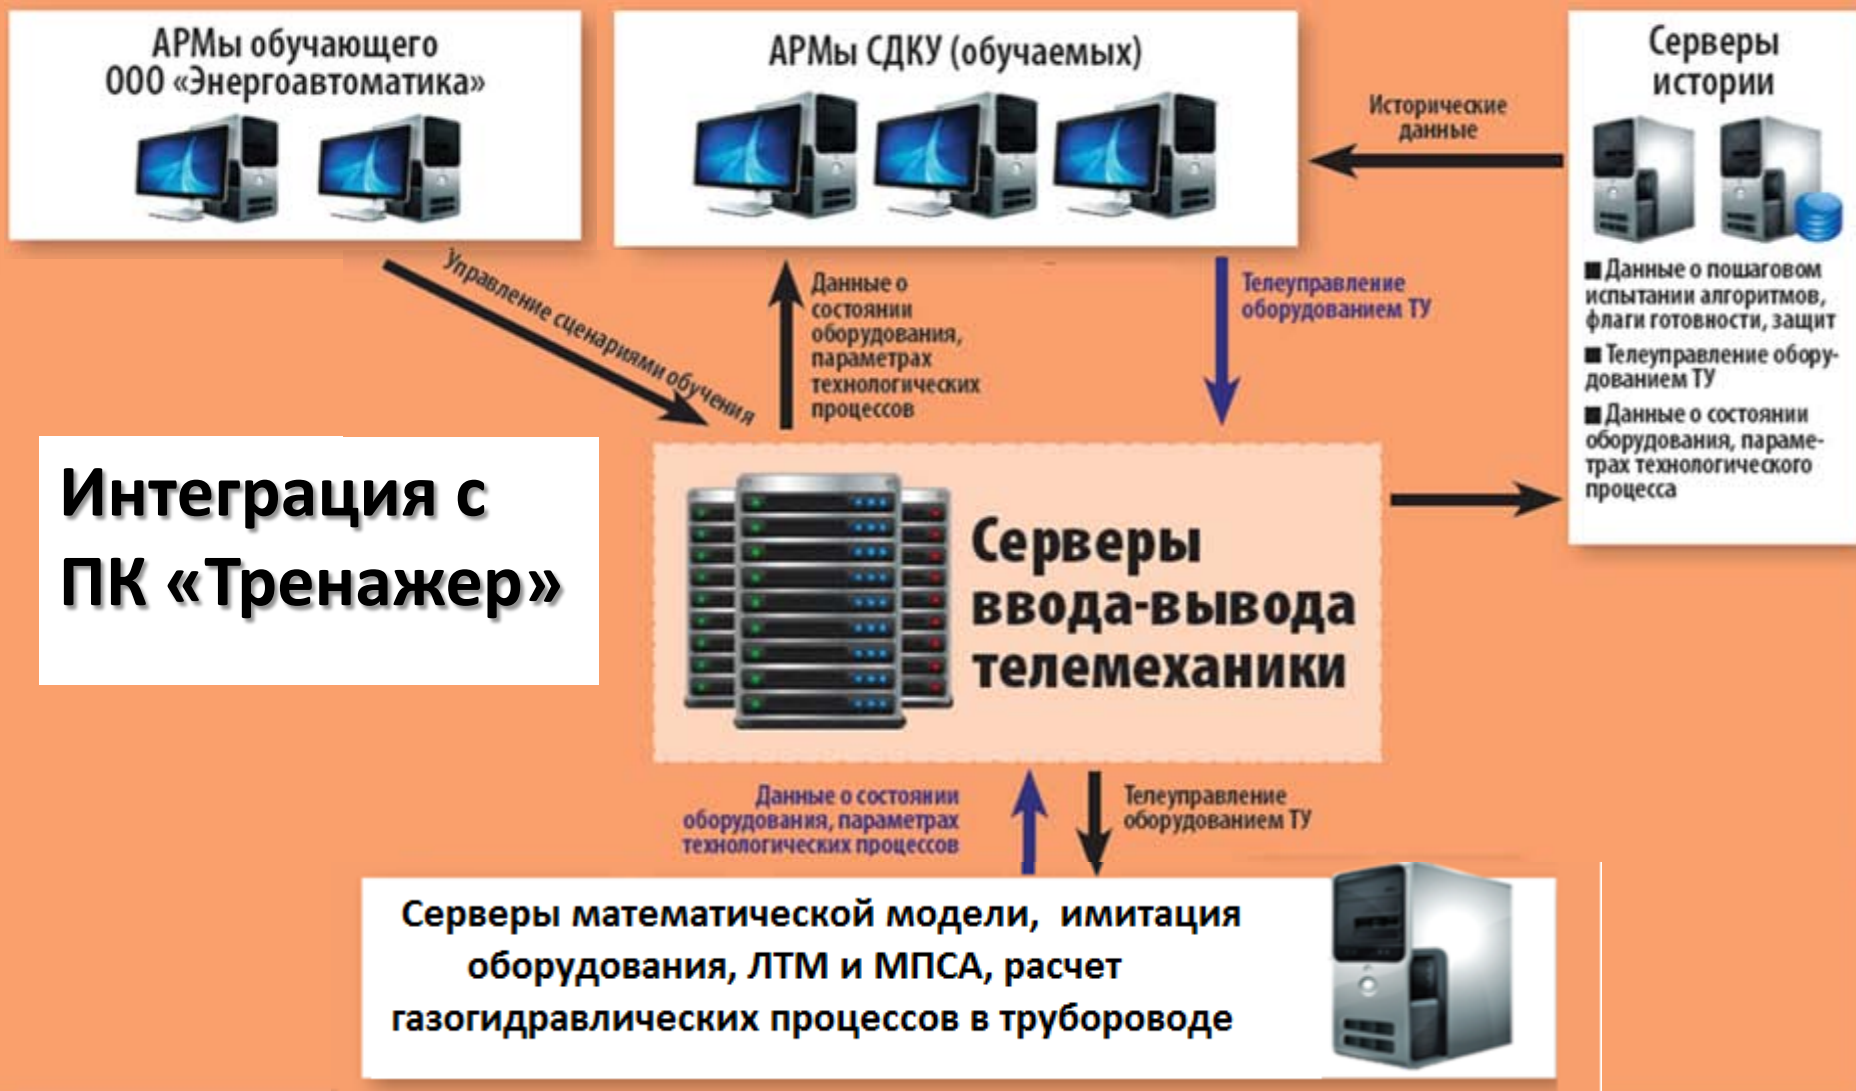 АРМы обучающего
ООО «Энергоавтоматика»
АРМы СДКУ (обучаемых)
Серверы
истории
Исторические
данные
■ Данные о пошаговом
испытании алгоритмов,
флаги готовности, защит
■ Телеуправление обору-
дованием ТУ
■ Данные о состоянии
оборудования, параме-
трах технологического
процесса
Управление сценариями обучения
Данные о
состоянии
оборудования,
параметрах
технологических
процессов
Телеуправление
оборудованием ТУ
Интеграция с
ПК «Тренажер»
Серверы
ввода-вывода
телемеханики
Данные о состоянии
оборудования, параметрах
технологических процессов
Телеуправление
оборудованием ТУ
Серверы математической модели, имитация
оборудования, ЛТМ и МПСА, расчет
газогидравлических процессов в трубороводе